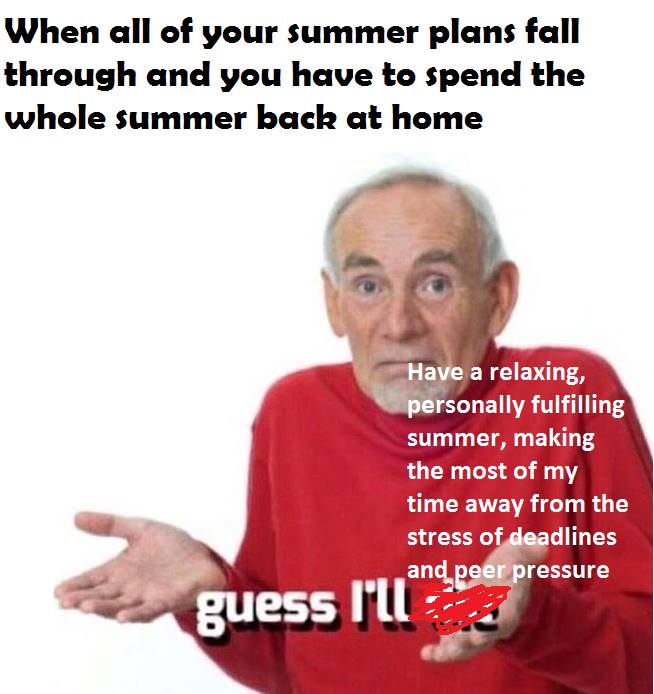 When all of your summer plans fall
through and you have to spend the
whole summer back at home
Have a relaxing,
personally fulfilling
summer, making
the most of my
time away from the
stress of deadlines
and peer pressure
guess I'll